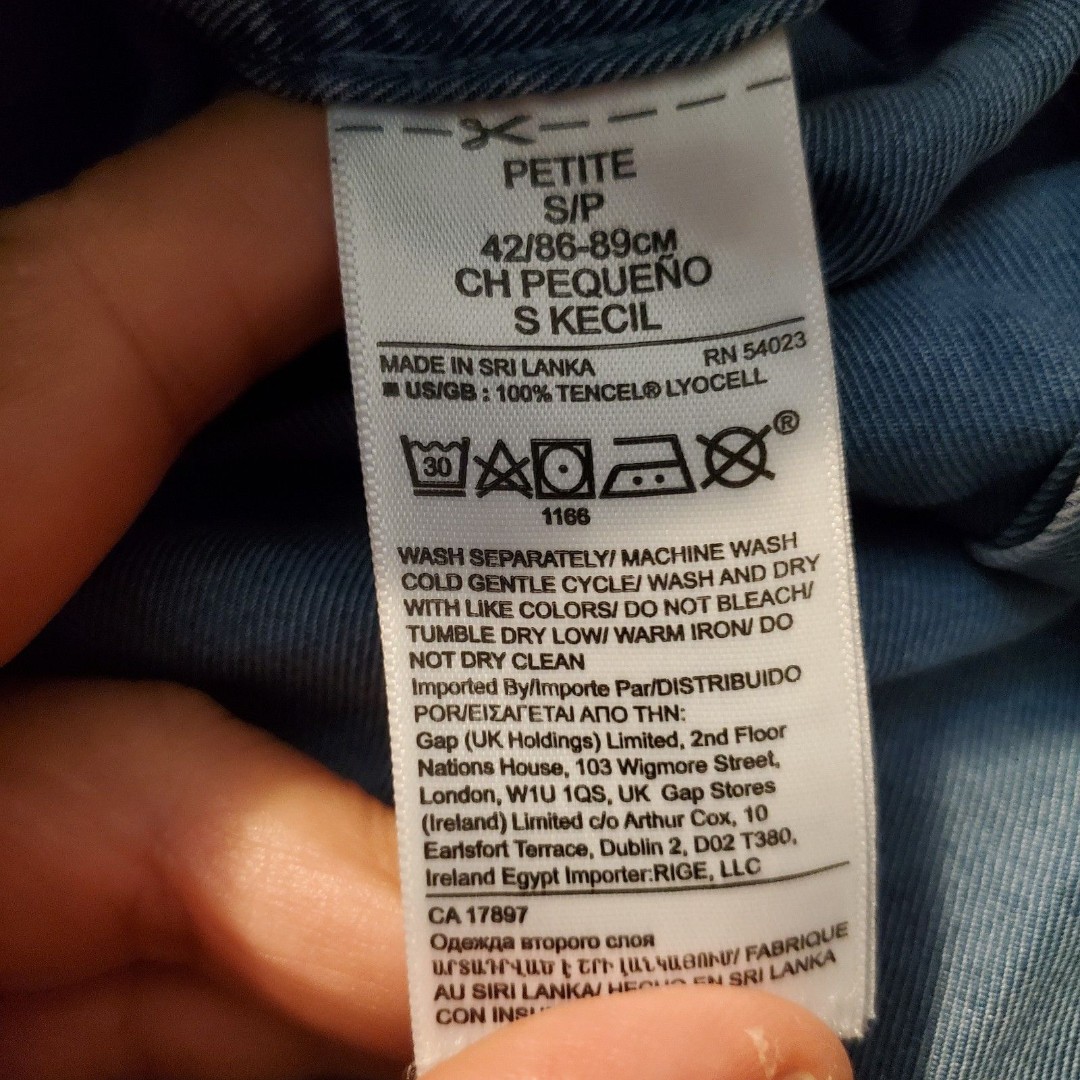 PETITE
S/P
42/86-89CM
CH PEQUEÑO
S KECIL
MADE IN SRI LANKA RN 54023
■ US/GB : 100% TENCEL® LYOCELL
30 ®
1166
WASH SEPARATELY/ MACHINE WASH
COLD GENTLE CYCLE/ WASH AND DRY
WITH LIKE COLORS/ DO NOT BLEACH/
TUMBLE DRY LOW/ WARM IRON/ DO
NOT DRY CLEAN
Imported By/Importe Par/DISTRIBUIDO
POR/ΕΙΣΑΓΕΤΑΙ ΑΠΟ ΤΗΝ:
Gap (UK Holdings) Limited, 2nd Floor
Nations House, 103 Wigmore Street,
London, W1U 1QS, UK Gap Stores
(Ireland) Limited c/o Arthur Cox, 10
Earlsfort Terrace, Dublin 2, D02 T380,
Ireland Egypt Importer:RIGE, LLC
CA 17897
Одежда второго слоя
ԱՐՏԱԴՐՎԱԾ Է ՇՐԻ ԼԱՆԿԱՅՈՒՄ/ FABRIQUE
AU SIRI LANKA/ HECHO EN SRI LANKA
CON